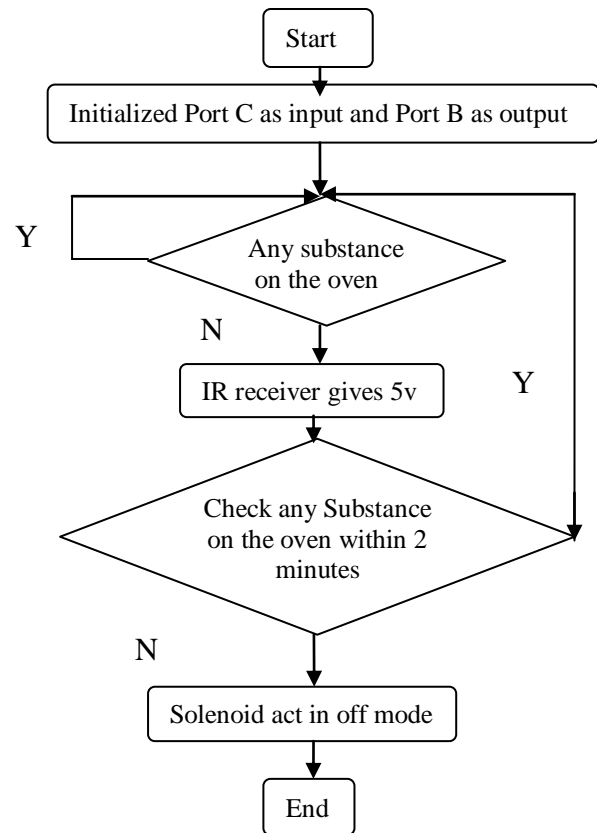 Start
Initialized Port C as input and Port B as output
Y
Any substance
on the oven
N
IR receiver gives 5v
Y
Check any Substance
on the oven within 2
minutes
N
Solenoid act in off mode
End